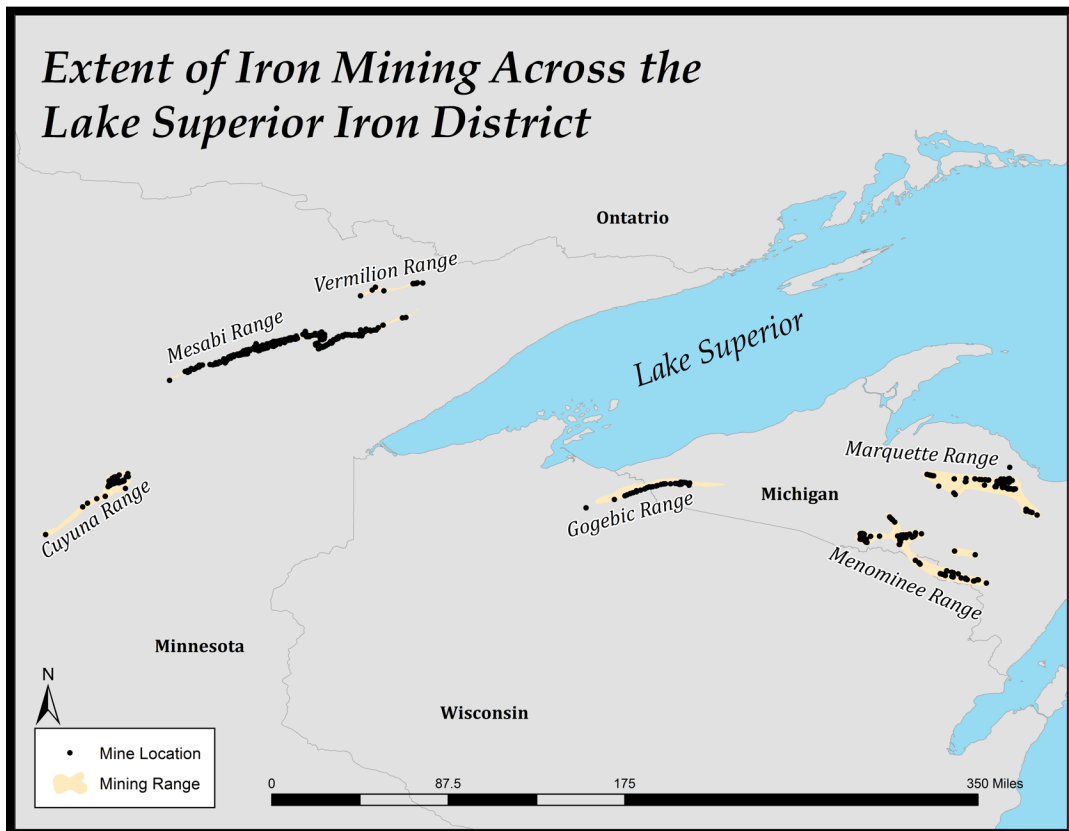 Extent of Iron Mining Across the
Lake Superior Iron District
Ontatrio
Vermilion Range
Mesabi Range
Lake Superior
Marquette Range
Cuyuna Range
Gogebic Range
Michigan
Menominee Range
Minnesota
Wisconsin
N
Mine Location
Mining Range
0 87.5 175 350 Miles